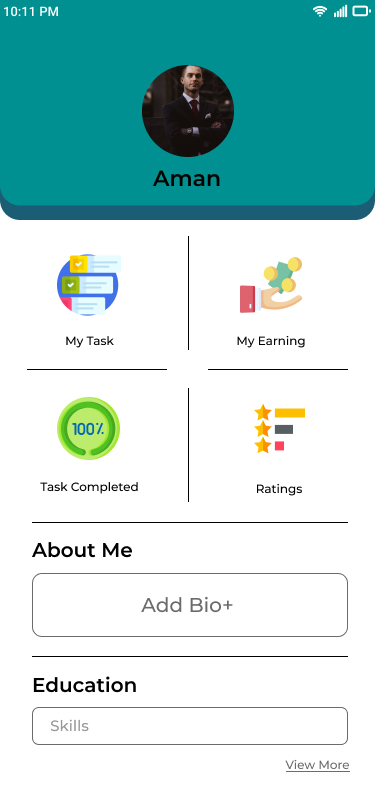 10:11 PM
Aman
My Task
My Earning
100%
Task Completed
Ratings
About Me
Add Bio+
Education
Skills
View More